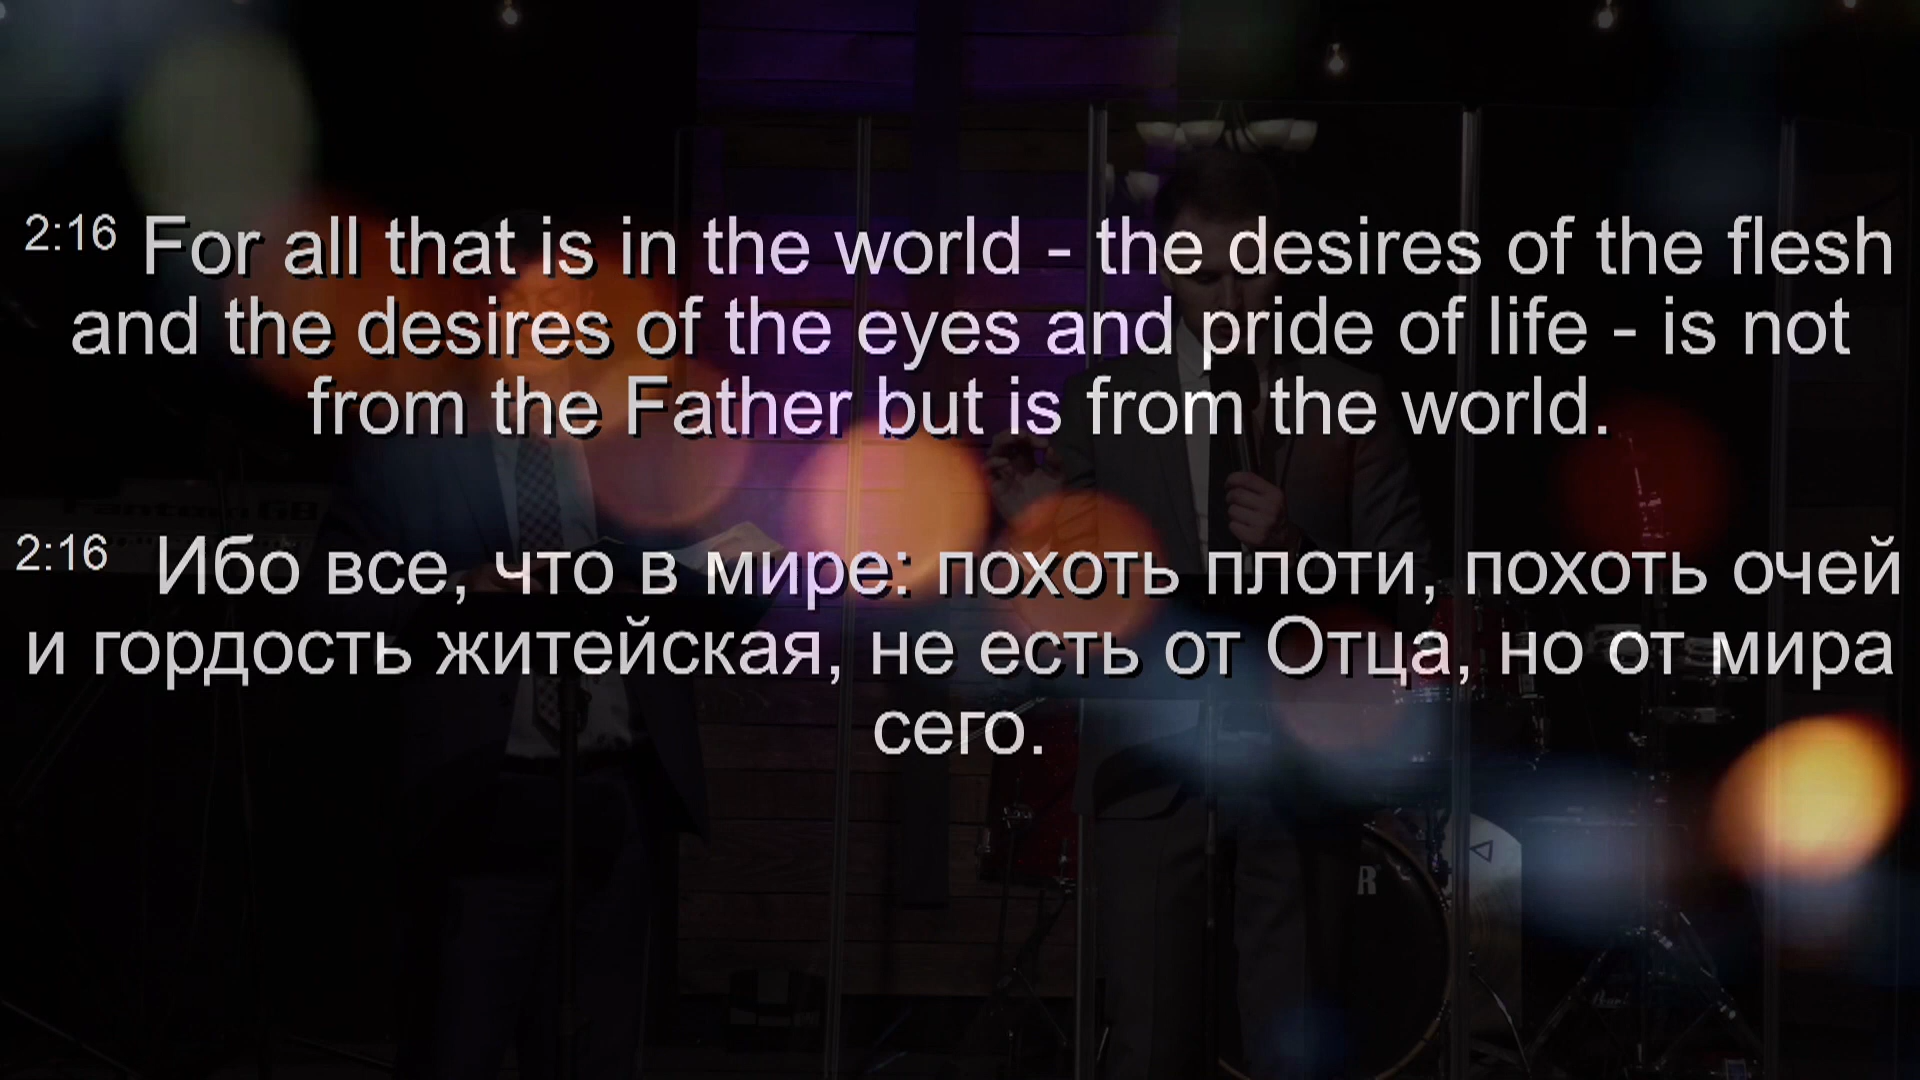 2:16 For all that is in the world - the desires of the flesh
and the desires of the eyes and pride of life - is not
from the Father but is from the world.
2:16 Ибо все, что в мире: похоть плоти, похоть очей
и гордость житейская, не есть от Отца, но от мира
сего.
R